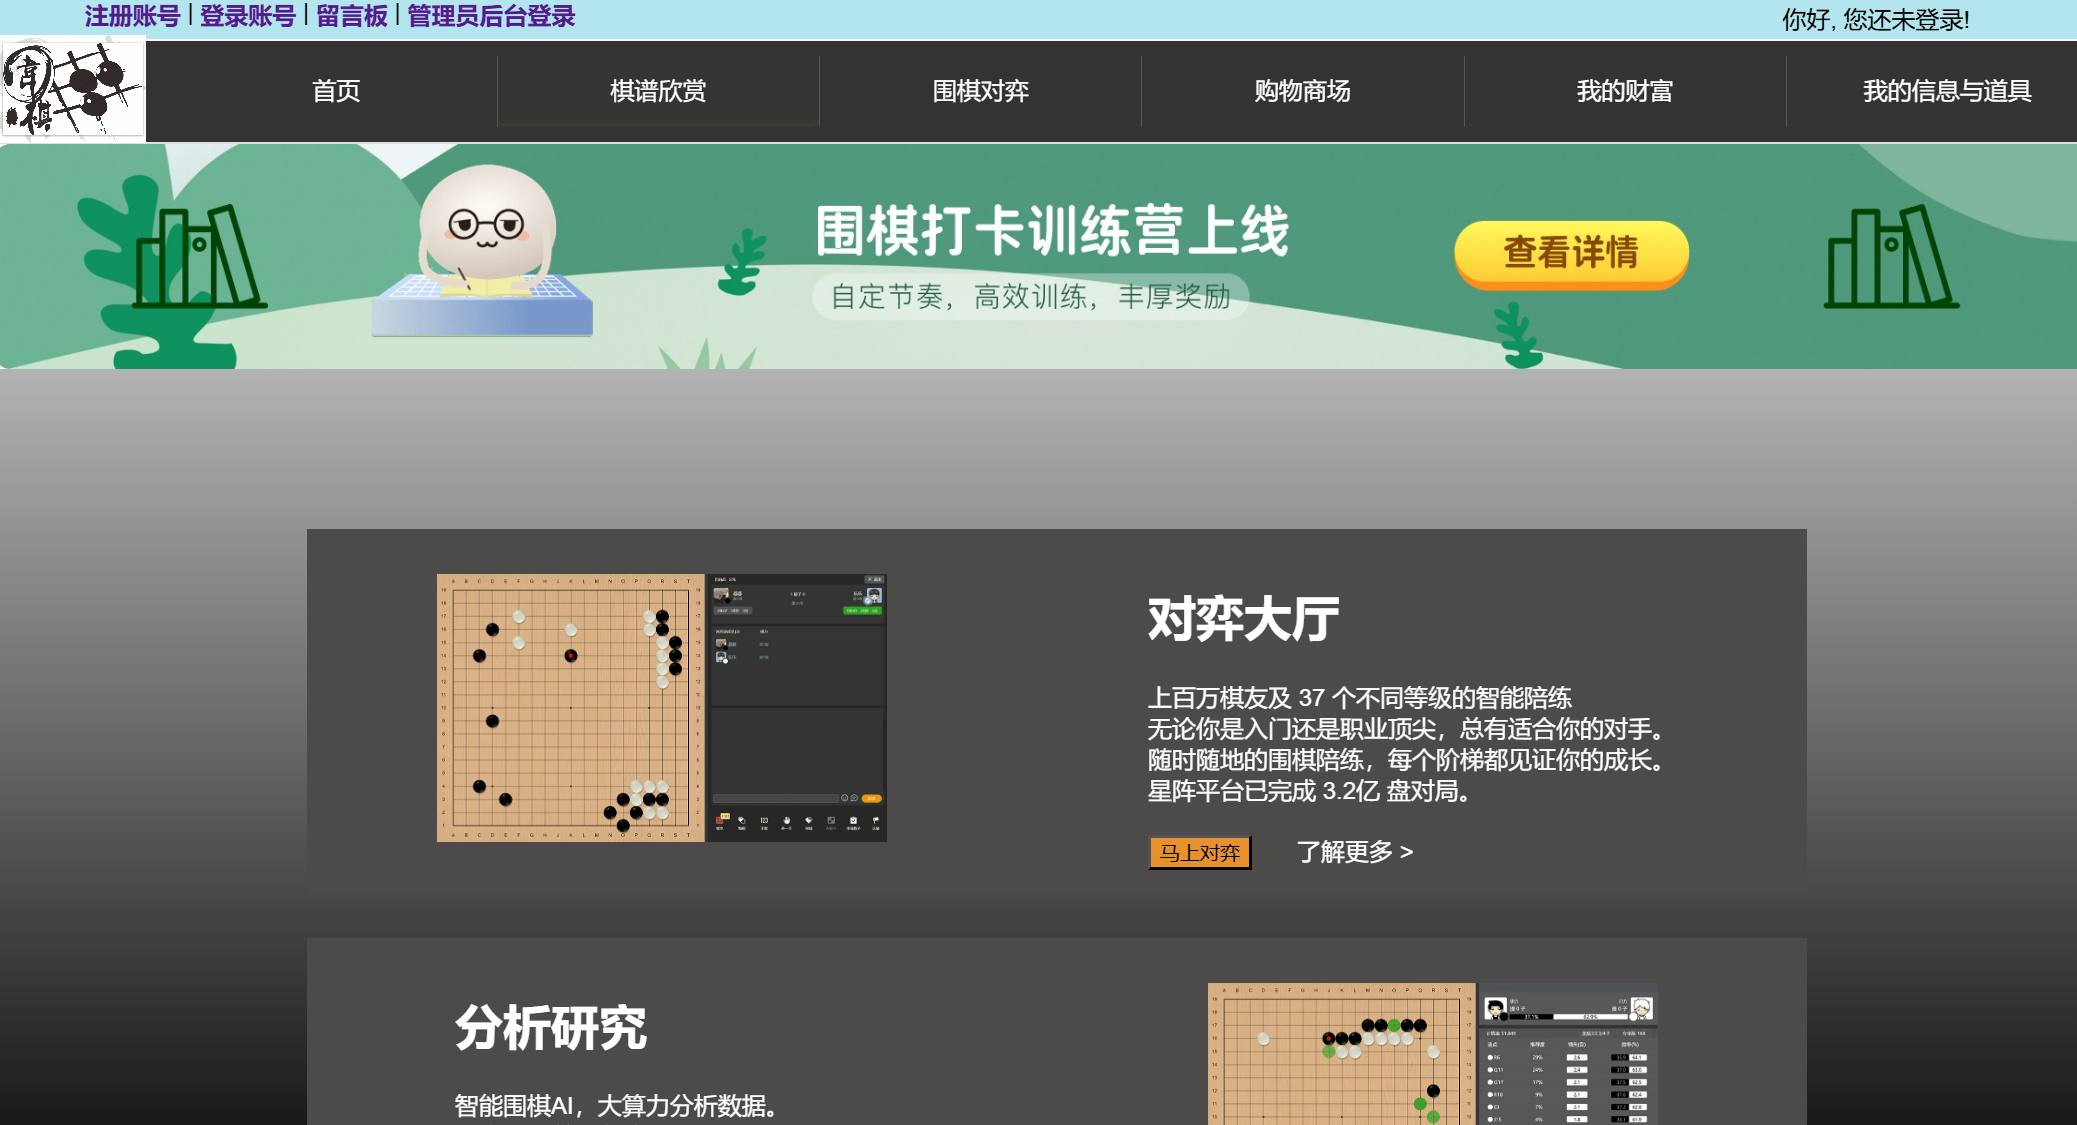 注册账号 | 登录账号 | 留言板 | 管理员后台登录
你好, 您还未登录!
首页
棋谱欣赏
围棋对弈
购物商场
我的财富
我的信息与道具
围棋打卡训练营上线
自定节奏，高效训练，丰厚奖励
查看详情
对弈大厅
上百万棋友及 37 个不同等级的智能陪练
无论你是入门还是职业顶尖，总有适合你的对手。
随时随地的围棋陪练，每个阶梯都见证你的成长。
星阵平台已完成 3.2亿 盘对局。
马上对弈
了解更多 >
分析研究
智能围棋AI，大算力分析数据。